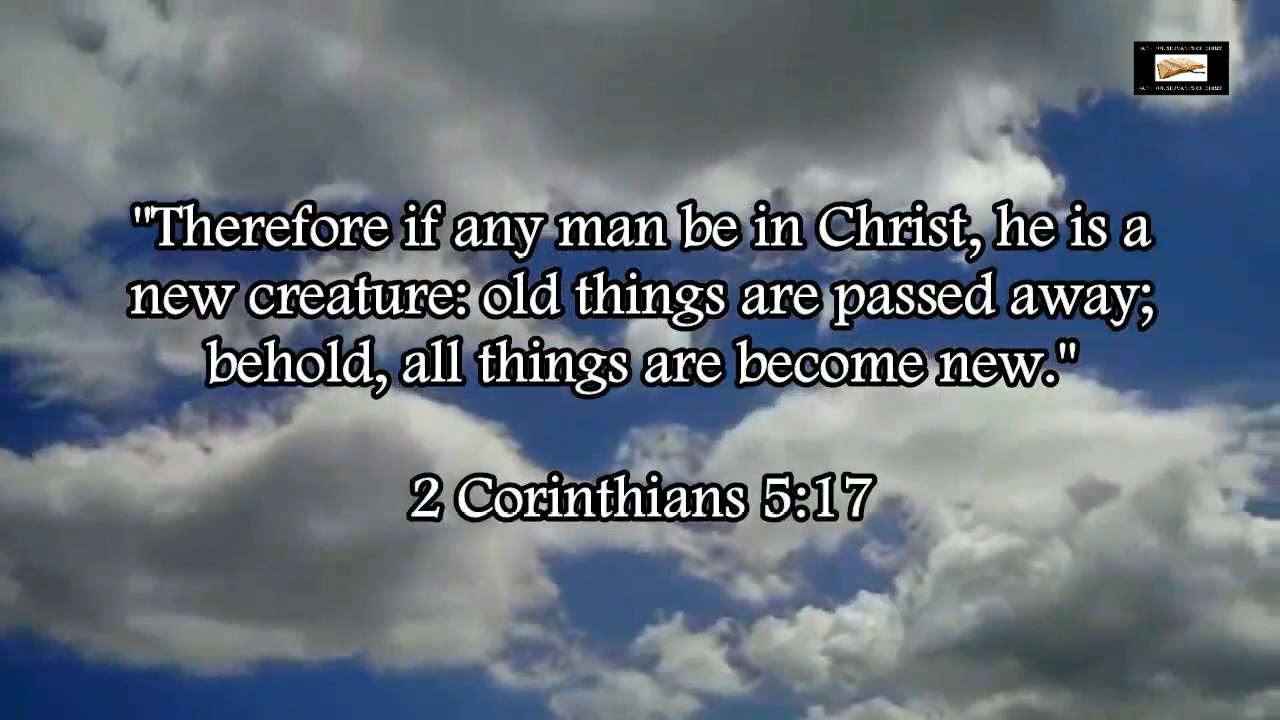 "Therefore if any man be in Christ, he is a
new creature: old things are passed away;
behold, all things are become new."
2 Corinthians 5:17